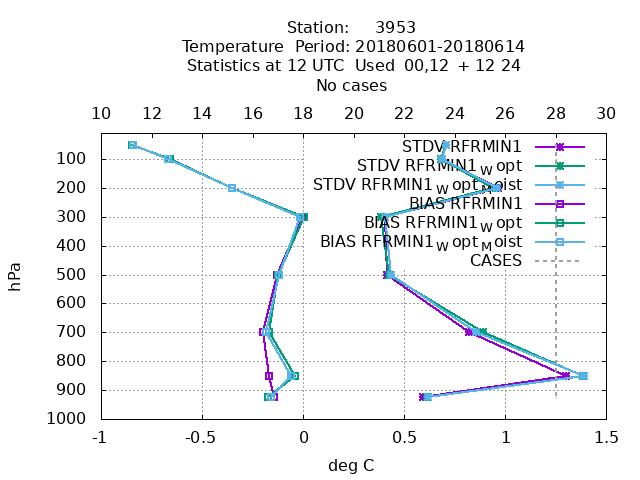 Station: 3953
Temperature Period: 20180601-20180614
Statistics at 12 UTC Used 00,12 + 12 24
No cases
10 12 14 16 18 20 22 24 26 28 30
STDV RFRMIN1
STDV RFRMIN1_W opt
STDV RFRMIN1_W opt_M oist
BIAS RFRMIN1
BIAS RFRMIN1_W opt
BIAS RFRMIN1_W opt_M oist
CASES
100
200
300
400
500
600
700
800
900
1000
hPa
-1 -0.5 0 0.5 1 1.5
deg C